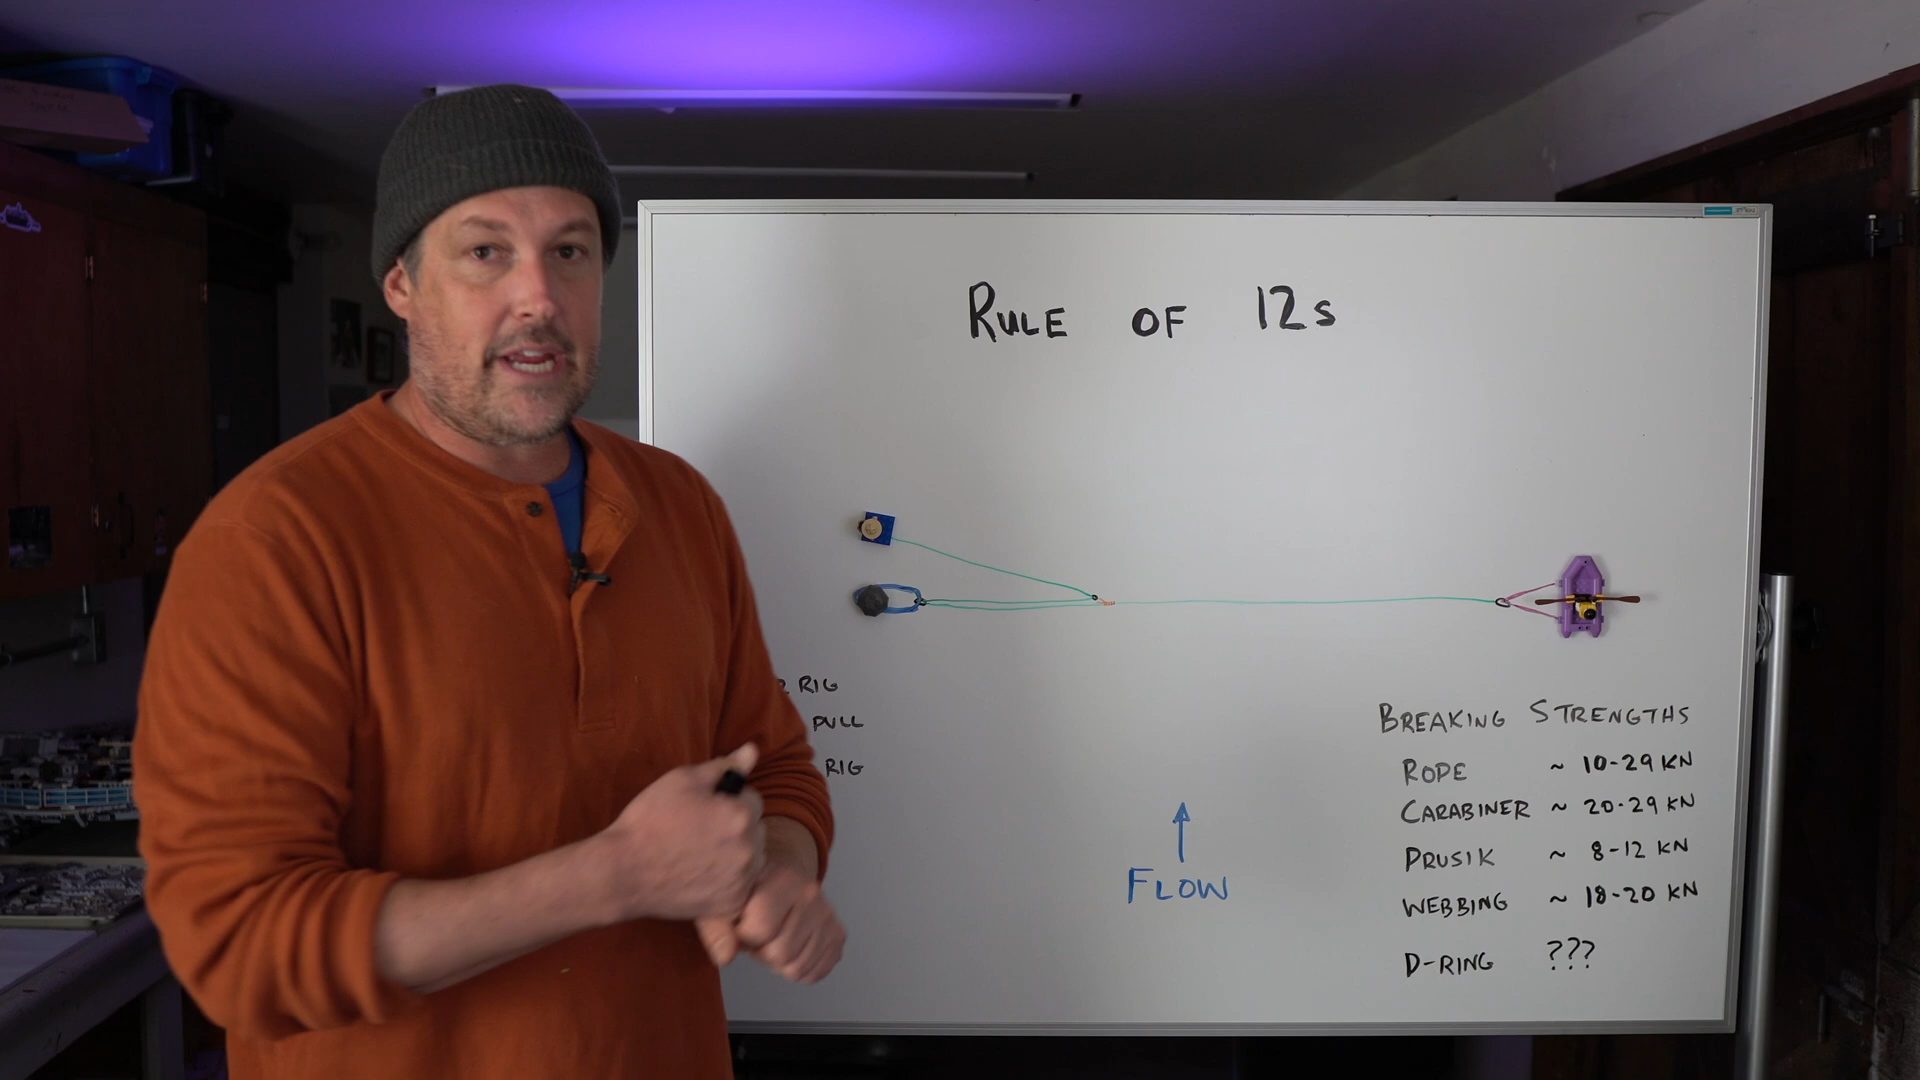 RULE OF 12s
RIG
PULL
RIG
FLOW
BREAKING STRENGTHS
ROPE ~ 10-29 KN
CARABINER ~ 20-29 KN
PRUSIK ~ 8-12 KN
WEBBING ~ 18-20 KN
D-RING ???